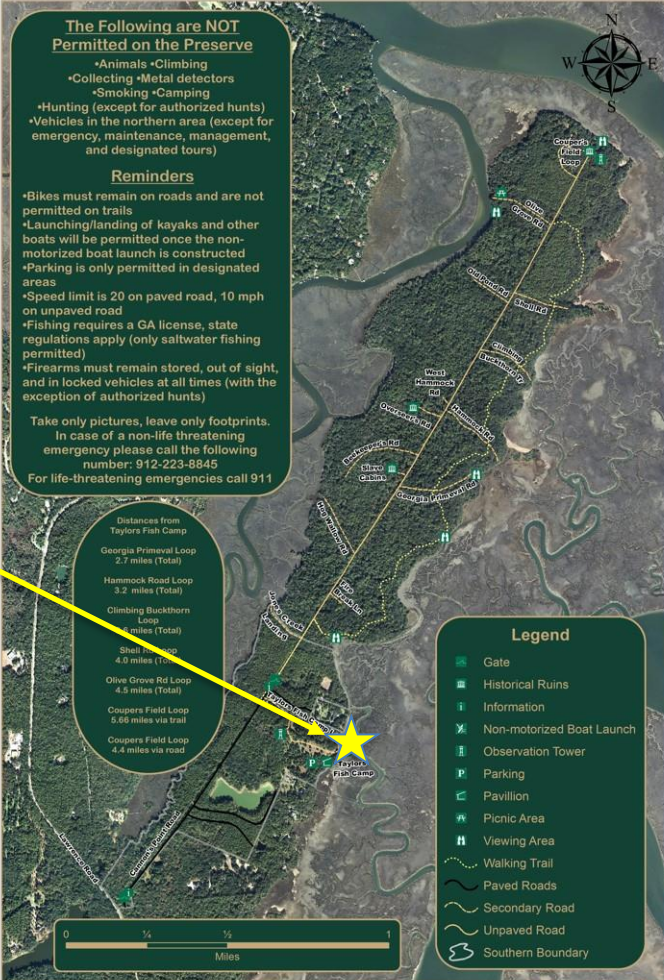 The Following are NOT
Permitted on the Preserve
•Animals •Climbing
•Collecting •Metal detectors
•Smoking •Camping
•Hunting (except for authorized hunts)
•Vehicles in the northern area (except for
emergency, maintenance, management,
and designated tours)
Reminders
•Bikes must remain on roads and are not
permitted on trails
•Launching/landing of kayaks and other
boats will be permitted once the non-
motorized boat launch is constructed
•Parking is only permitted in designated
areas
•Speed limit is 20 on paved road, 10 mph
on unpaved road
•Fishing requires a GA license, state
regulations apply (only saltwater fishing
permitted)
•Firearms must remain stored, out of sight,
and in locked vehicles at all times (with the
exception of authorized hunts)
Take only pictures, leave only footprints.
In case of a non-life threatening
emergency please call the following
number: 912-223-8845
For life-threatening emergencies call 911
N
W
E
S
Couper's
Field
Loop
Olive
Grove Rd
Old Pond Rd
Shell Rd
Climbing
Buckthorn Tr
West
Hammock
Rd
Overseer's Rd
Hammock Rd
Beekeeper's Rd
Slave
Cabins
Georgia Primeval Rd
Hog Wallow Rd
Fire
Break Ln
Jones Creek
Landing
Taylors Fish Camp
P
Taylors
Fish Camp
Cannon's Point Road
Lawrence Road
Distances from
Taylors Fish Camp
Georgia Primeval Loop
2.7 miles (Total)
Hammock Road Loop
3.2 miles (Total)
Climbing Buckthorn
Loop
miles (Total)
Shell Rd Loop
4.0 miles (Total)
Olive Grove Rd Loop
4.5 miles (Total)
Coupers Field Loop
5.66 miles via trail
Coupers Field Loop
4.4 miles via road
Legend
Gate
Historical Ruins
i Information
Non-motorized Boat Launch
Observation Tower
P Parking
Pavillion
Picnic Area
Viewing Area
Walking Trail
Paved Roads
Secondary Road
Unpaved Road
Southern Boundary
0 ¼ ½ 1
Miles